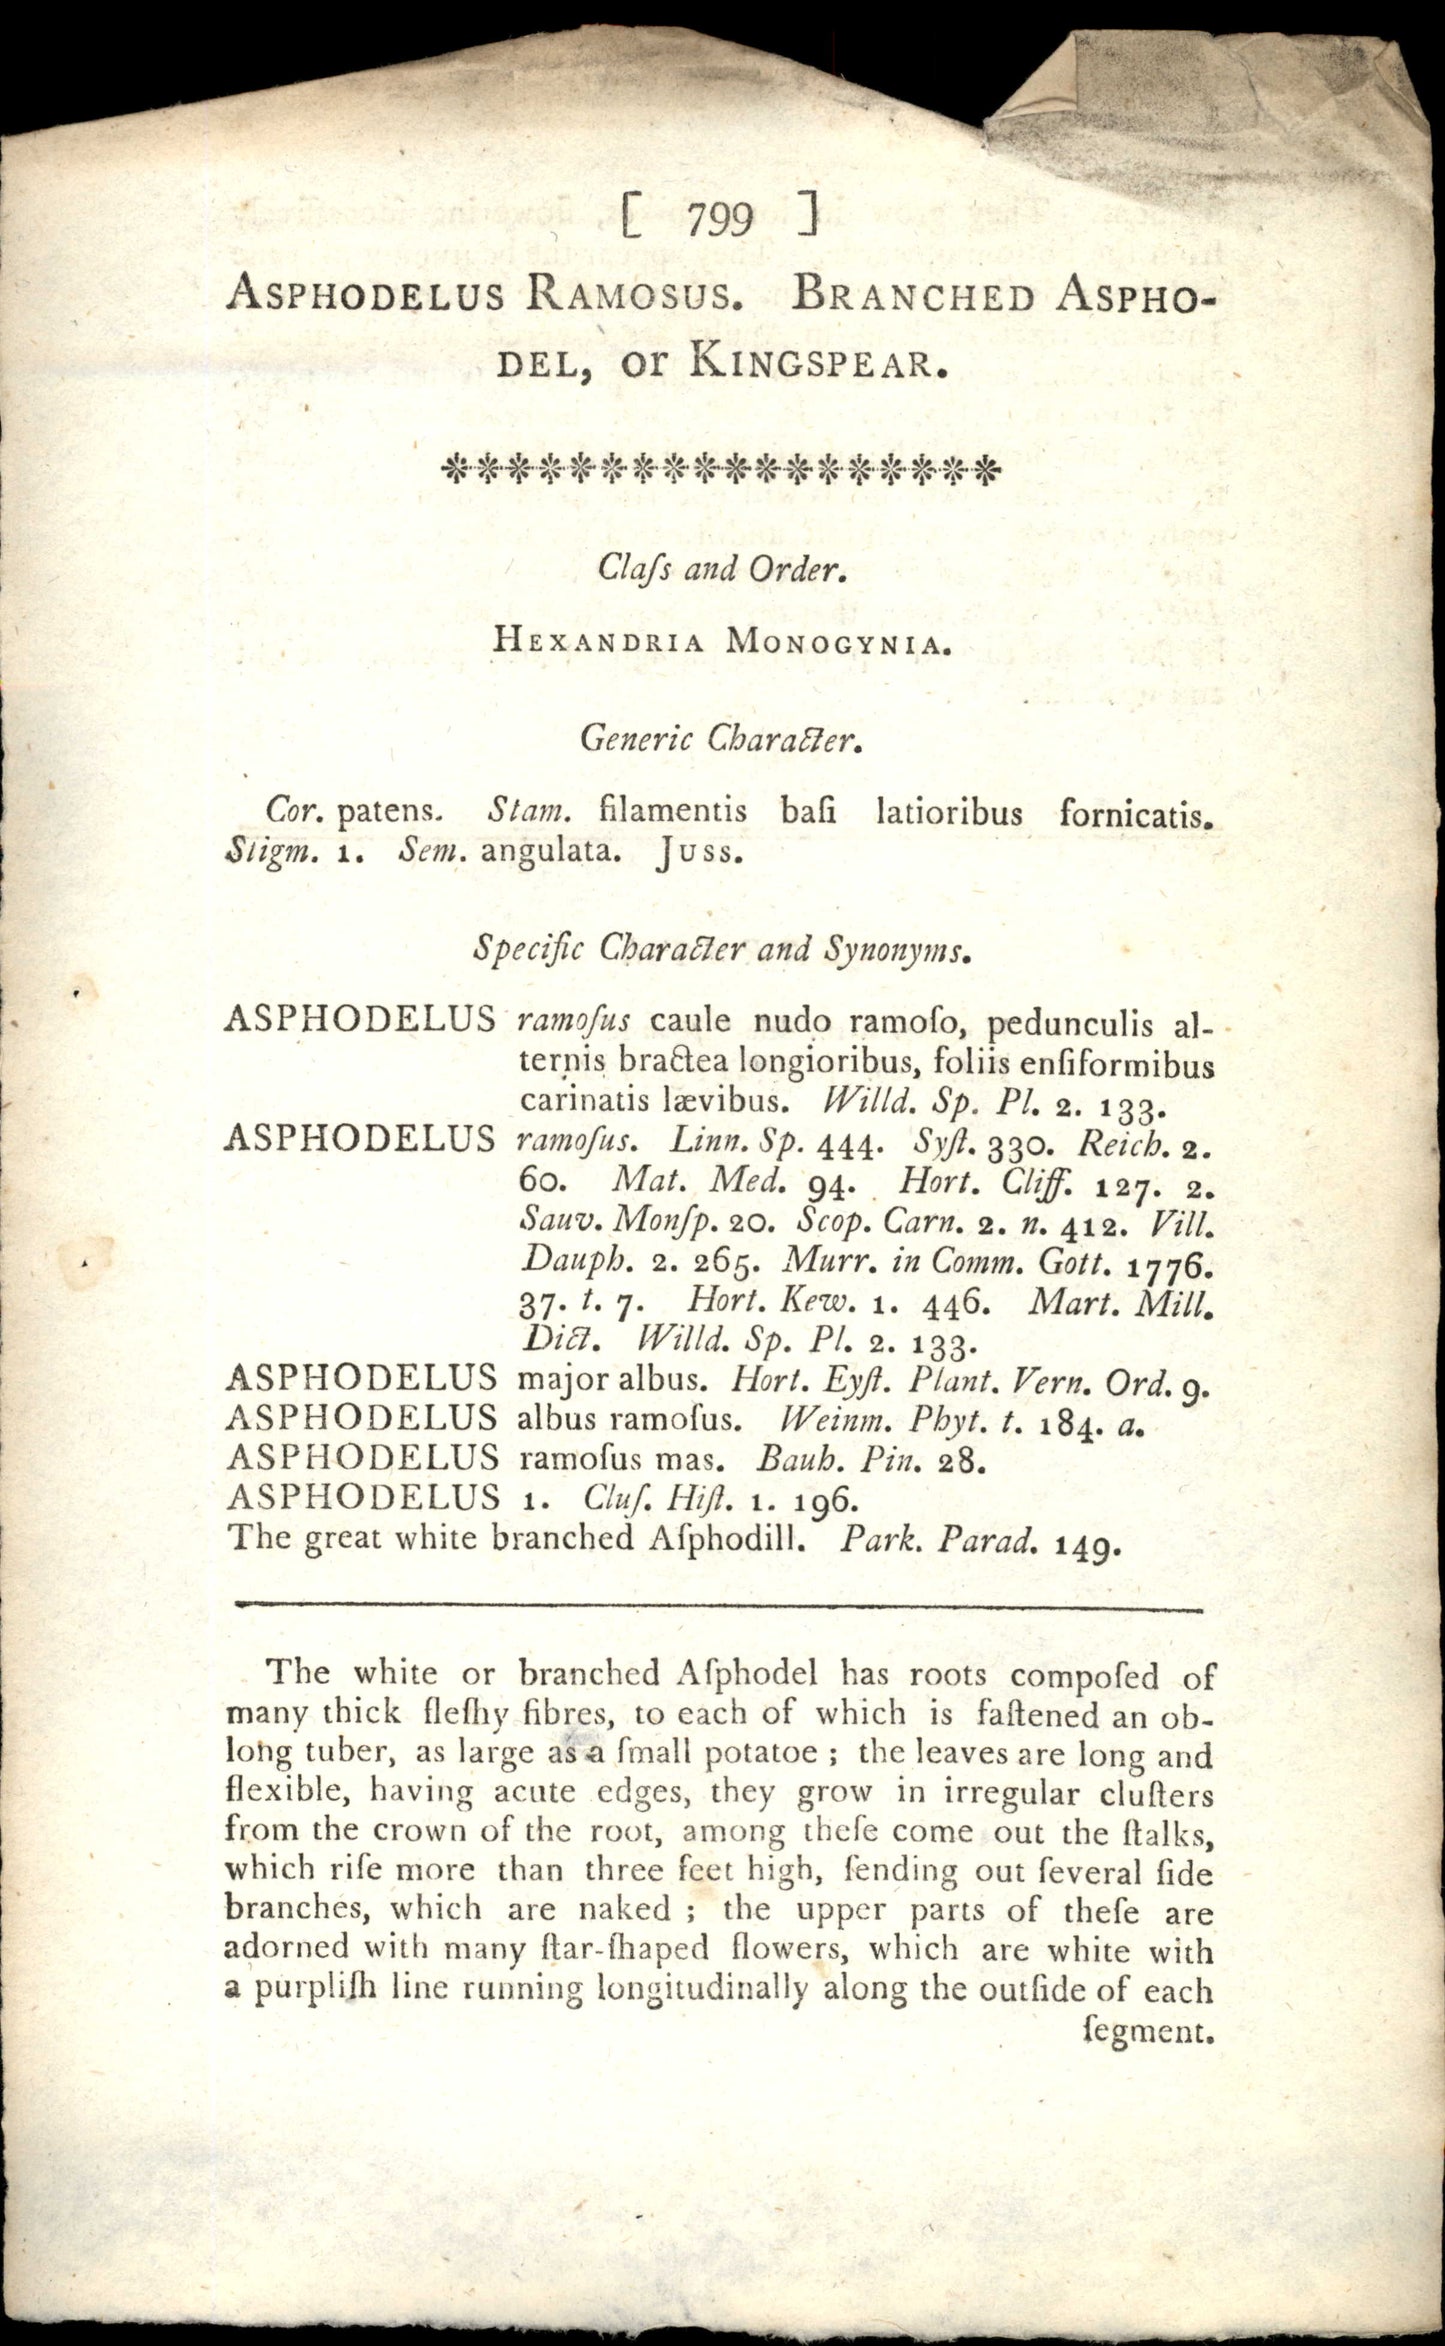 [ 799 ]
ASPHODELUS RAMOSUS. BRANCHED ASPHO-
DEL, or KINGSPEAR.
******************
Claſs and Order.
HEXANDRIA MONOGYNIA.
Generic Character.
Cor. patens. Stam. filamentis baſi latioribus fornicatis.
Stigm. 1. Sem. angulata. JUSS.
Specific Character and Synonyms.
ASPHODELUS ramoſus caule nudo ramoſo, pedunculis al-
ternis bractea longioribus, foliis enſiformibus
carinatis lævibus. Willd. Sp. Pl. 2. 133.
ASPHODELUS ramoſus. Linn. Sp. 444. Syſt. 330. Reich. 2.
60. Mat. Med. 94. Hort. Cliff. 127. 2.
Sauv. Monſp. 20. Scop. Carn. 2. n. 412. Vill.
Dauph. 2. 265. Murr. in Comm. Gott. 1776.
37. t. 7. Hort. Kew. 1. 446. Mart. Mill.
Dict. Willd. Sp. Pl. 2. 133.
ASPHODELUS major albus. Hort. Eyſt. Plant. Vern. Ord. 9.
ASPHODELUS albus ramoſus. Weinm. Phyt. t. 184. a.
ASPHODELUS ramoſus mas. Bauh. Pin. 28.
ASPHODELUS 1. Cluſ. Hiſt. 1. 196.
The great white branched Aſphodill. Park. Parad. 149.
The white or branched Aſphodel has roots compoſed of
many thick fleſhy fibres, to each of which is faſtened an ob-
long tuber, as large as a ſmall potatoe ; the leaves are long and
flexible, having acute edges, they grow in irregular cluſters
from the crown of the root, among theſe come out the ſtalks,
which riſe more than three feet high, ſending out ſeveral ſide
branches, which are naked ; the upper parts of theſe are
adorned with many ſtar-ſhaped flowers, which are white with
a purpliſh line running longitudinally along the outſide of each
ſegment.